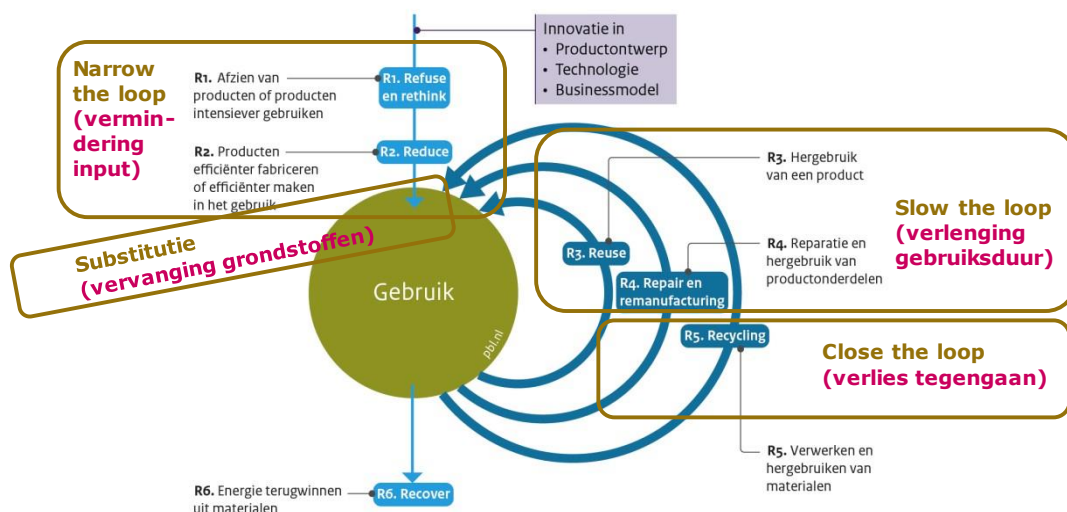 Innovatie in
• Productontwerp
• Technologie
• Businessmodel
Narrow
the loop
(vermin-
dering
input)
R1. Afzien van
producten of producten
intensiever gebruiken
R1. Refuse
en rethink
R2. Producten
efficiënter fabriceren
of efficiënter maken
in het gebruik
R2. Reduce
Substitutie
(vervanging grondstoffen)
Gebruik
pbl.nl
R3. Reuse
R3. Hergebruik
van een product
R4. Repair en
remanufacturing
R4. Reparatie en
hergebruik van
productonderdelen
Slow the loop
(verlenging
gebruiksduur)
R5. Recycling
Close the loop
(verlies tegengaan)
R5. Verwerken en
hergebruiken van
materialen
R6. Energie terugwinnen
uit materialen
R6. Recover